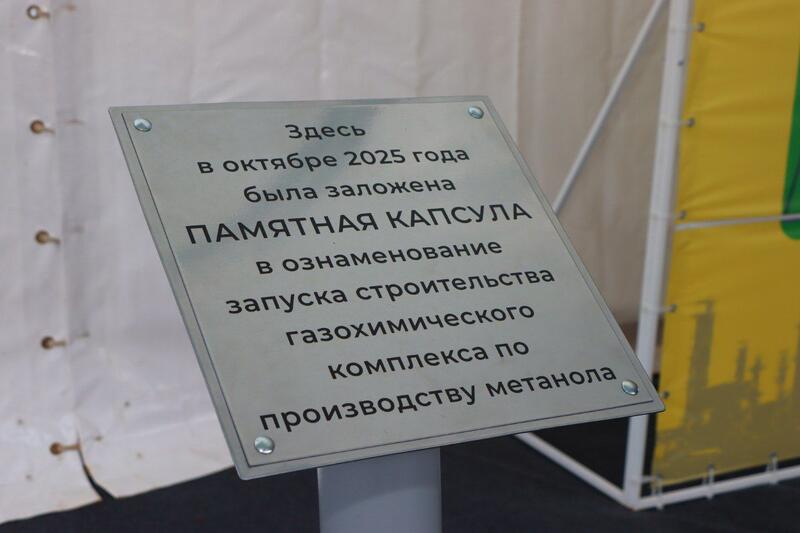 Здесь
в октябре 2025 года
была заложена
ПАМЯТНАЯ КАПСУЛА
в ознаменование
запуска строительства
газохимического
комплекса по
производству метанола